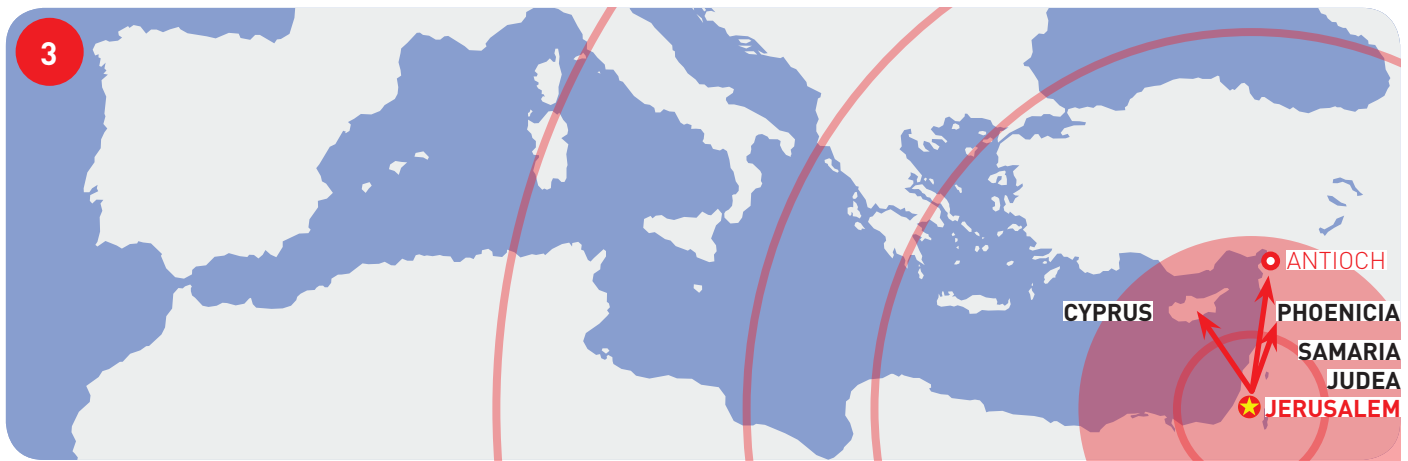 3
ANTIOCH
CYPRUS
PHOENICIA
SAMARIA
JUDEA
JERUSALEM